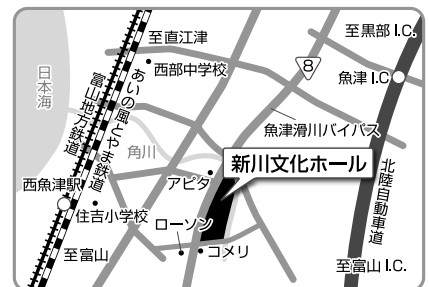 至直江津
至黒部 I.C.
8
西部中学校
魚津 I.C
日本海
あいの風とやま鉄道
富山地方鉄道
魚津滑川バイパス
角川
新川文化ホール
アピタ
西魚津駅
北陸自動車道
住吉小学校
ローソン
コメリ
至富山
至富山 I.C.